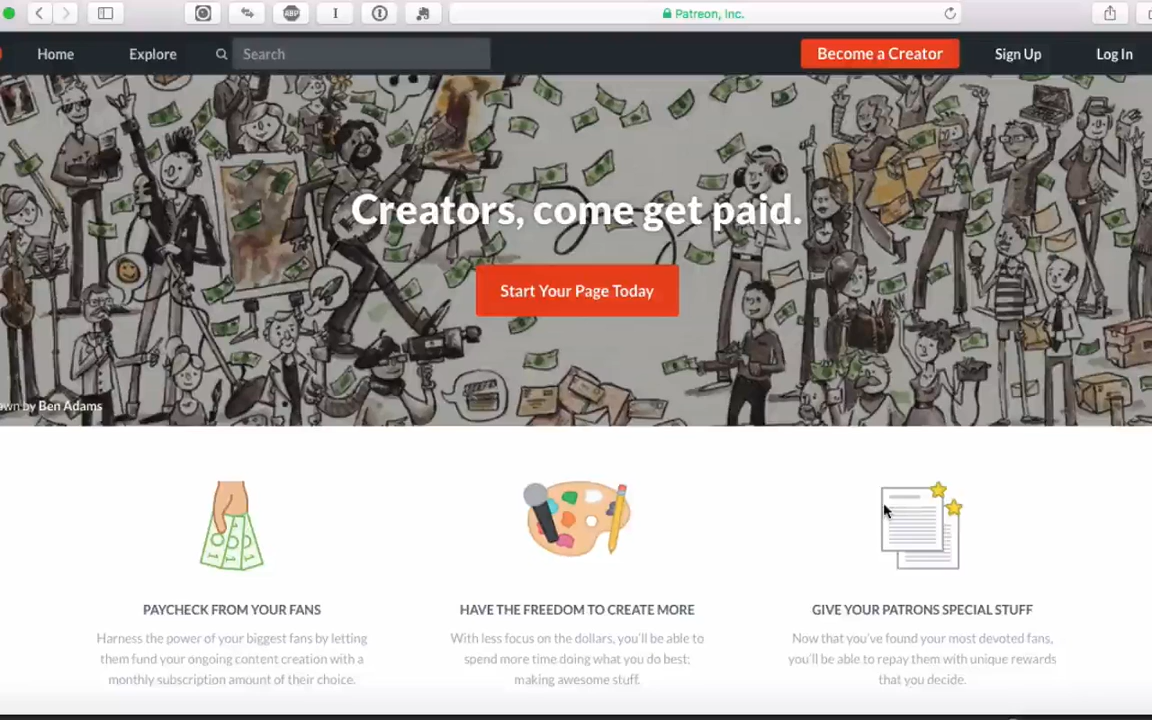 Patreon, Inc.
Home
Explore
Search
Become a Creator
Sign Up
Log In
Creators, come get paid.
Start Your Page Today
by Ben Adams
PAYCHECK FROM YOUR FANS
Harness the power of your biggest fans by letting
them fund your ongoing content creation with a
monthly subscription amount of their choice.
HAVE THE FREEDOM TO CREATE MORE
With less focus on the dollars, you'll be able to
spend more time doing what you do best:
making awesome stuff.
GIVE YOUR PATRONS SPECIAL STUFF
Now that you've found your most devoted fans,
you'll be able to repay them with unique rewards
that you decide.